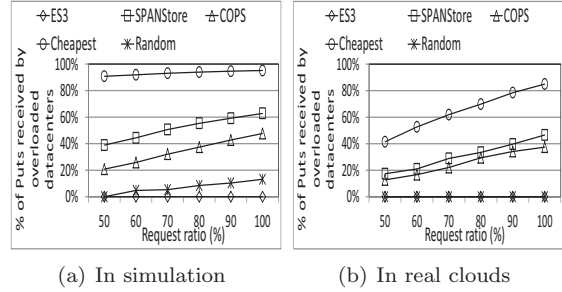 ES3 SPANStore COPS
Cheapest Random
% of Puts received by
overloaded
datacenters
100%
80%
60%
40%
20%
0%
50 60 70 80 90 100
Request ratio (%)
(a) In simulation
ES3 SPANStore COPS
Cheapest Random
% of Puts received by
overloaded
datacenters
100%
80%
60%
40%
20%
0%
50 60 70 80 90 100
Request ratio (%)
(b) In real clouds